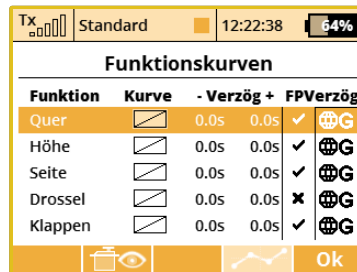 Tx Standard 12:22:38 64%
Funktionskurven
Funktion Kurve - Verzög + FPVerzög
Quer 0.0s 0.0s G
Höhe 0.0s 0.0s G
Seite 0.0s 0.0s G
Drossel 0.0s 0.0s G
Klappen 0.0s 0.0s G
Ok